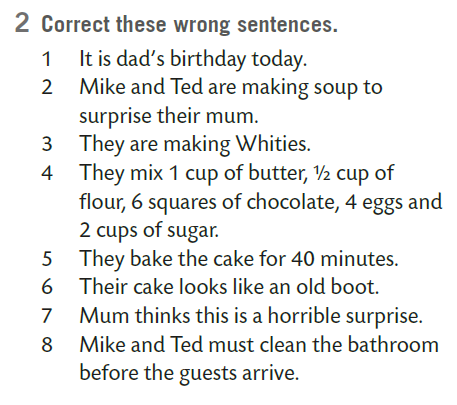 2 Correct these wrong sentences.
1 It is dad's birthday today.
2 Mike and Ted are making soup to
surprise their mum.
3 They are making Whities.
4 They mix 1 cup of butter, ½ cup of
flour, 6 squares of chocolate, 4 eggs and
2 cups of sugar.
5 They bake the cake for 40 minutes.
6 Their cake looks like an old boot.
7 Mum thinks this is a horrible surprise.
8 Mike and Ted must clean the bathroom
before the guests arrive.